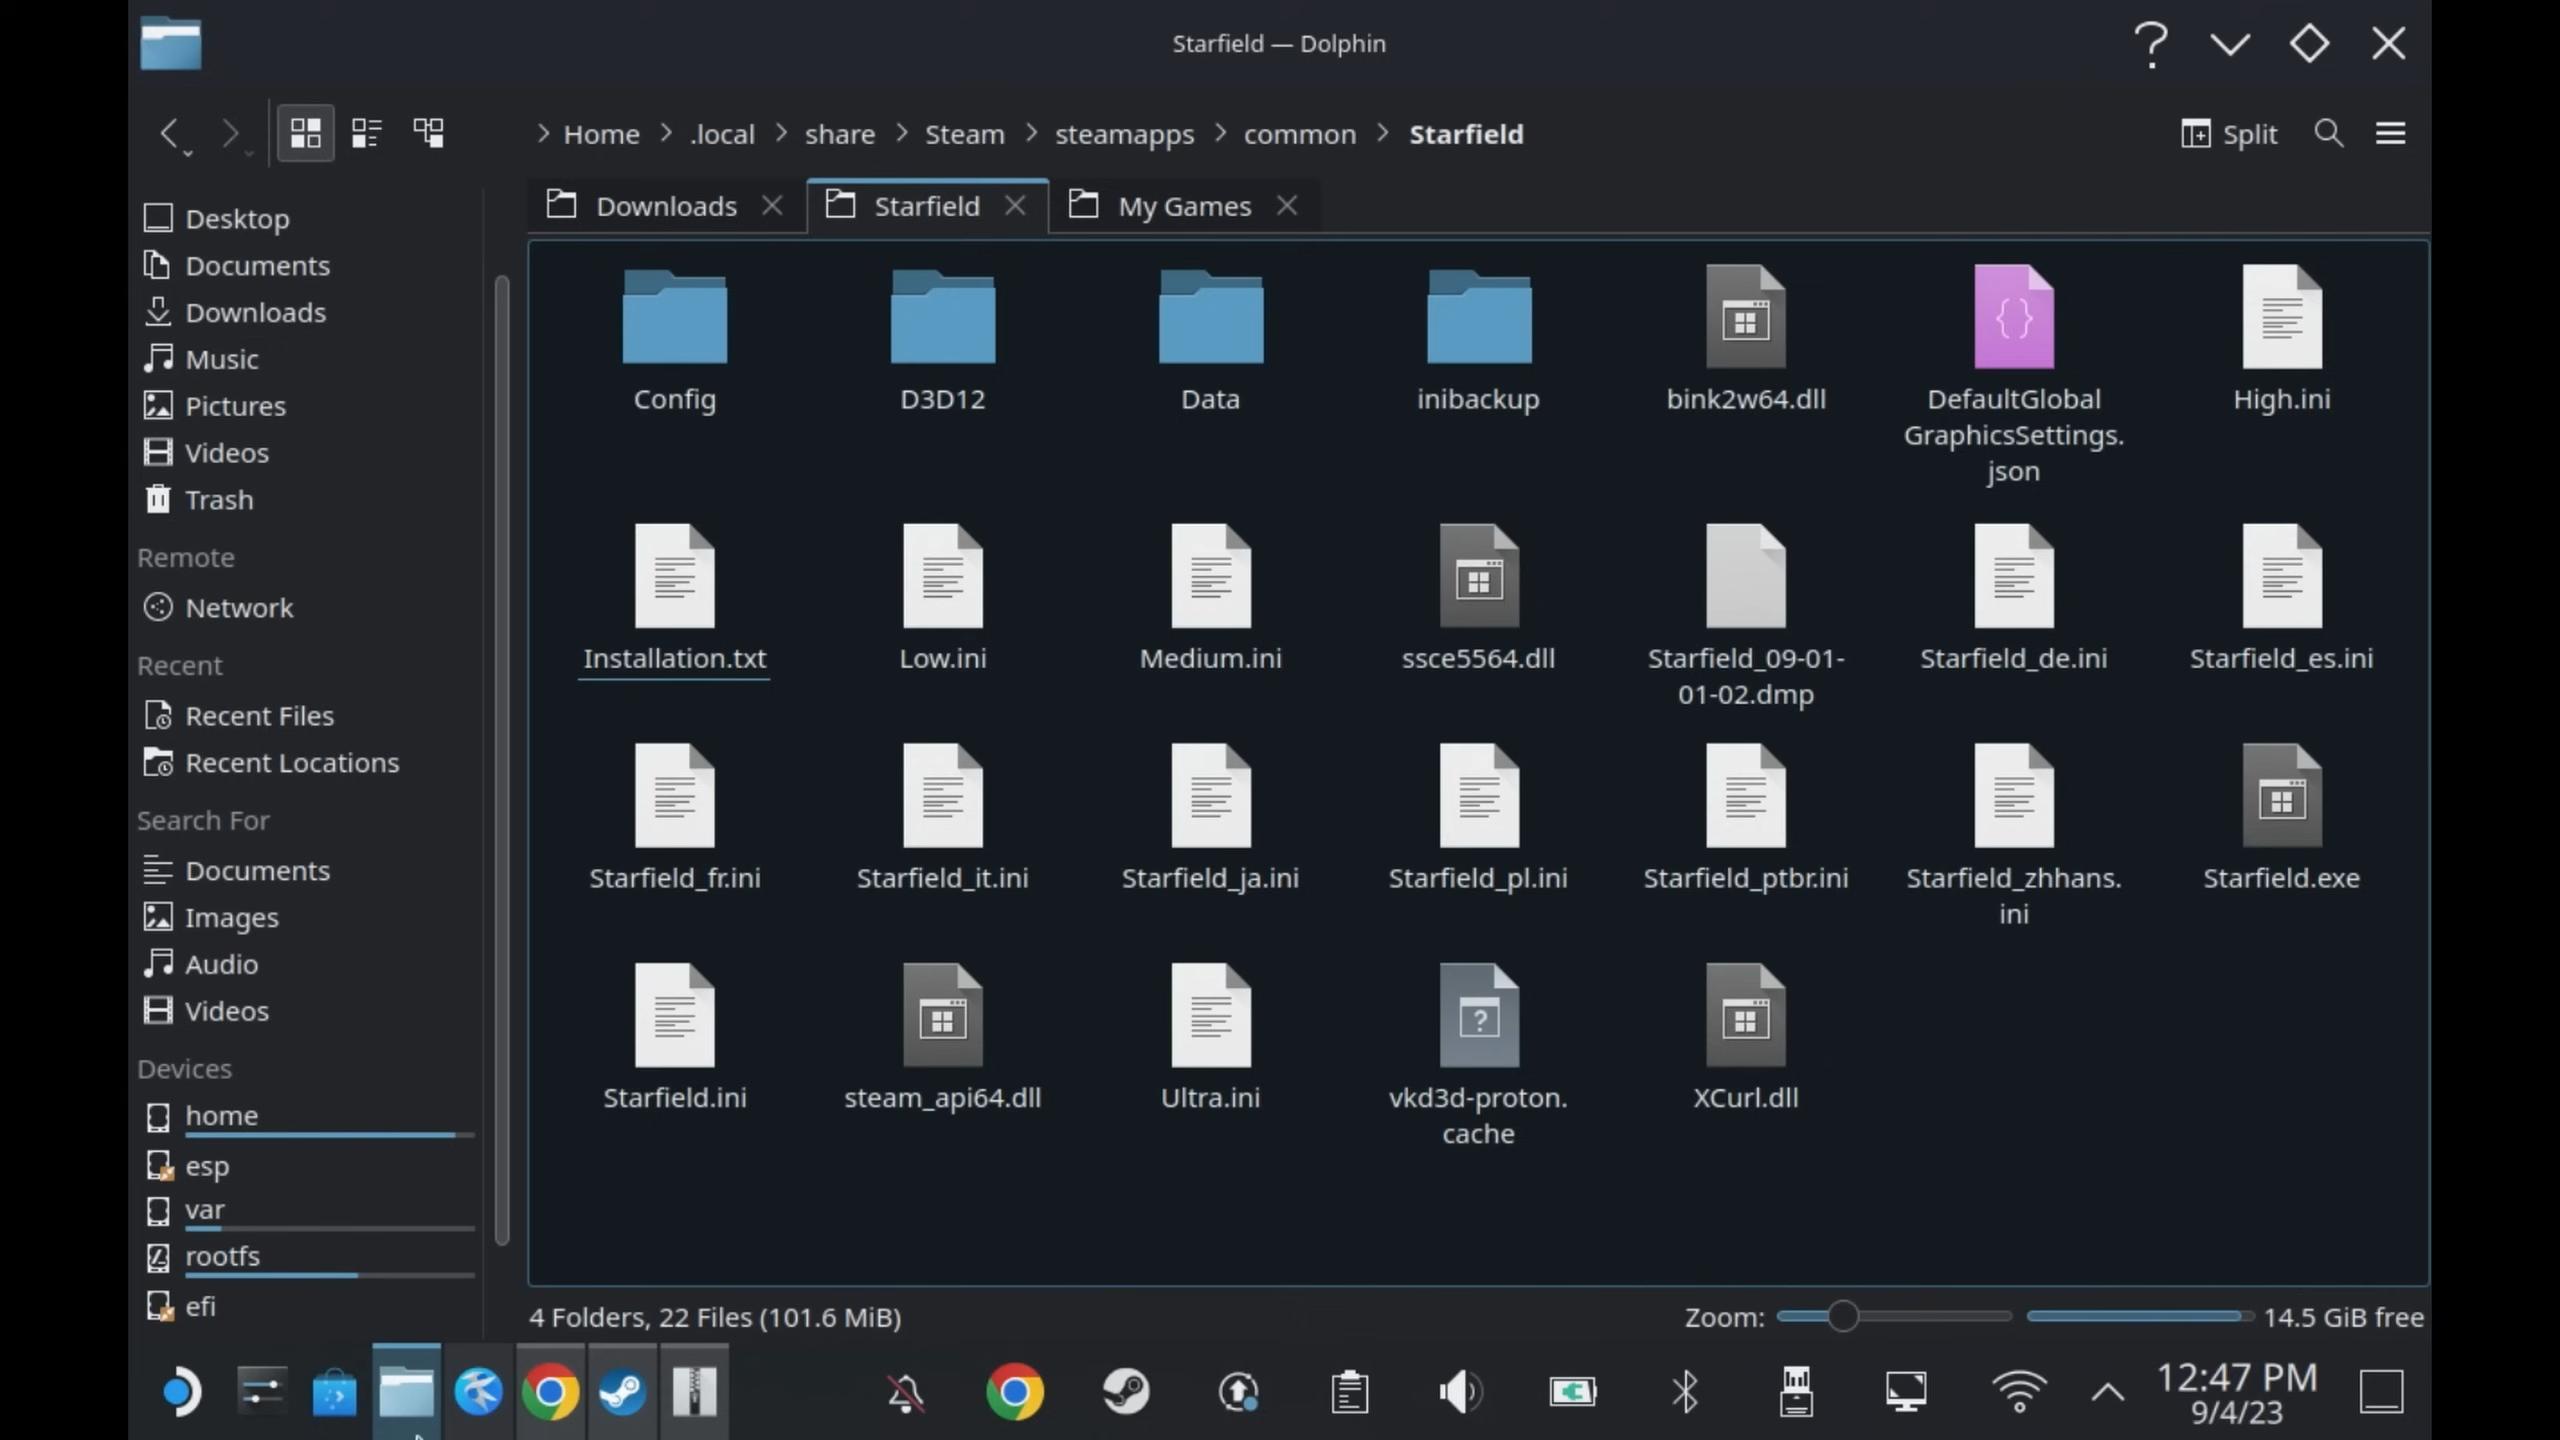 Starfield — Dolphin
Home
.local
share
Steam
steamapps
common
Starfield
Split
Downloads
Starfield
My Games
Desktop
Documents
Downloads
Music
Pictures
Videos
Trash
Remote
Network
Recent
Recent Files
Recent Locations
Search For
Documents
Images
Audio
Videos
Devices
home
esp
var
rootfs
efi
Config
D3D12
Data
inibackup
bink2w64.dll
DefaultGlobal
GraphicsSettings.
json
High.ini
Installation.txt
Low.ini
Medium.ini
ssce5564.dll
Starfield_09-01-
01-02.dmp
Starfield_de.ini
Starfield_es.ini
Starfield_fr.ini
Starfield_it.ini
Starfield_ja.ini
Starfield_pl.ini
Starfield_ptbr.ini
Starfield_zhhans.
ini
Starfield.exe
Starfield.ini
steam_api64.dll
Ultra.ini
vkd3d-proton.
cache
XCurl.dll
4 Folders, 22 Files (101.6 MiB)
Zoom:
14.5 GiB free
12:47 PM
9/4/23